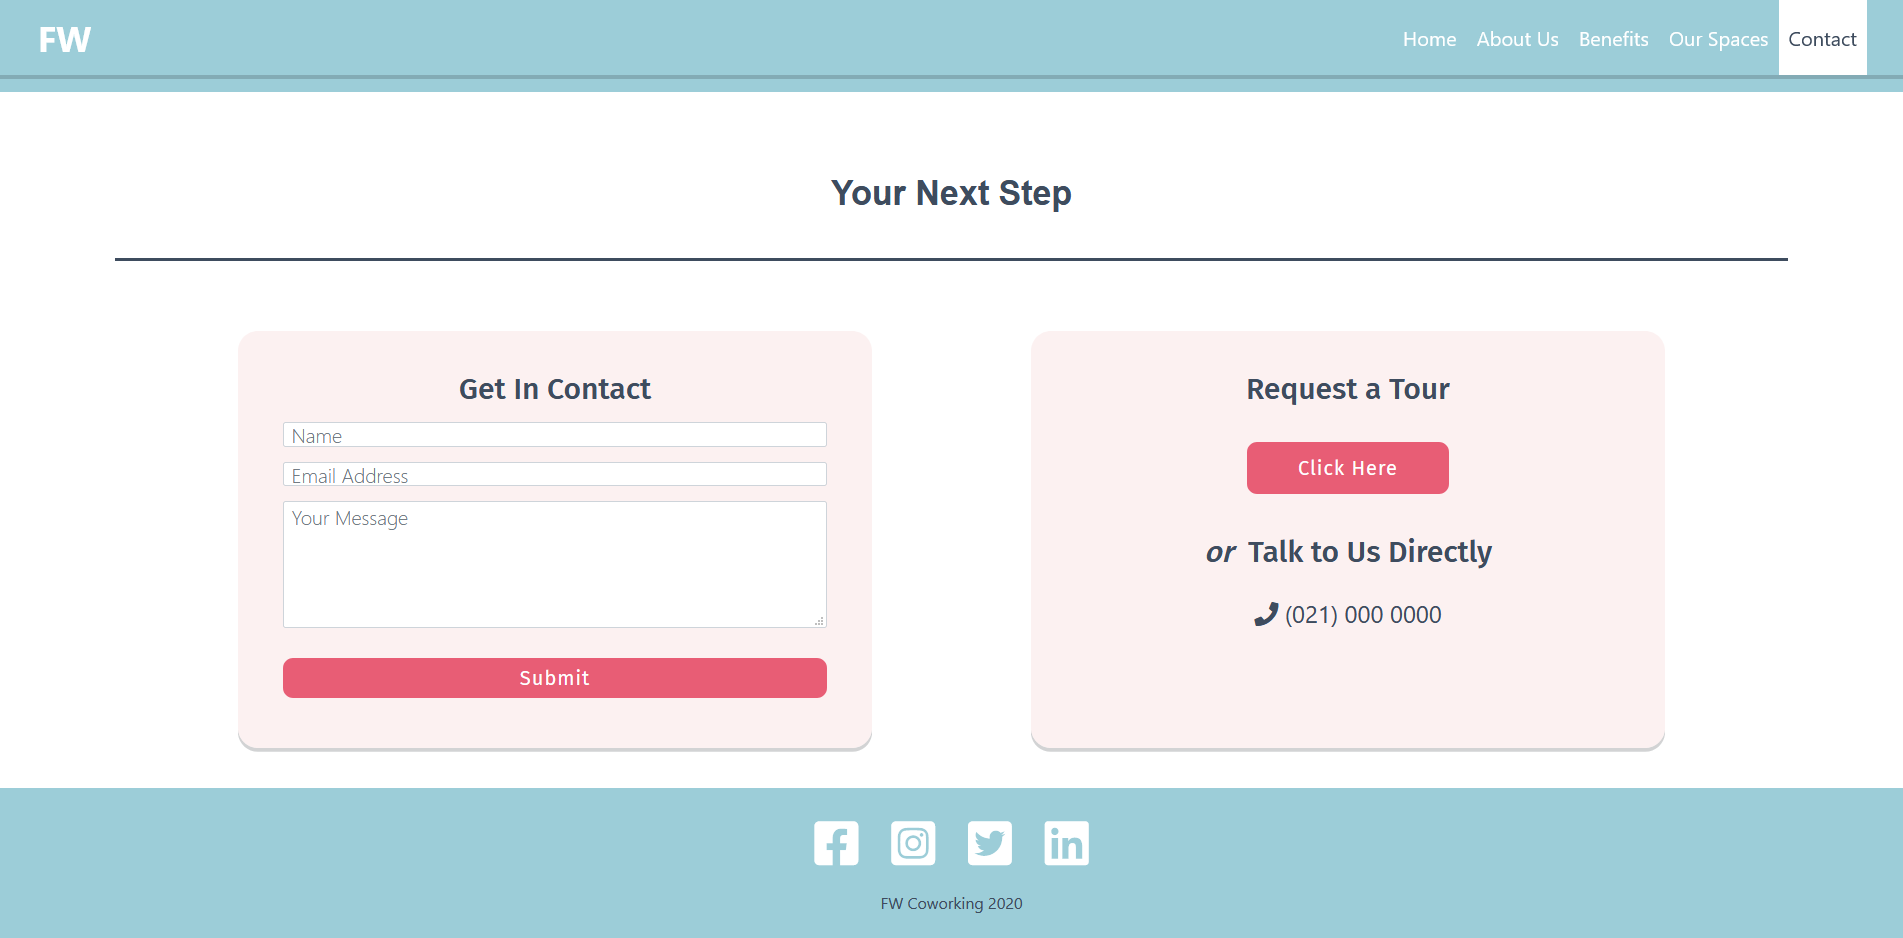 FW
Home About Us Benefits Our Spaces Contact
Your Next Step
Get In Contact
Name
Email Address
Your Message
Submit
Request a Tour
Click Here
or Talk to Us Directly
(021) 000 0000
FW Coworking 2020